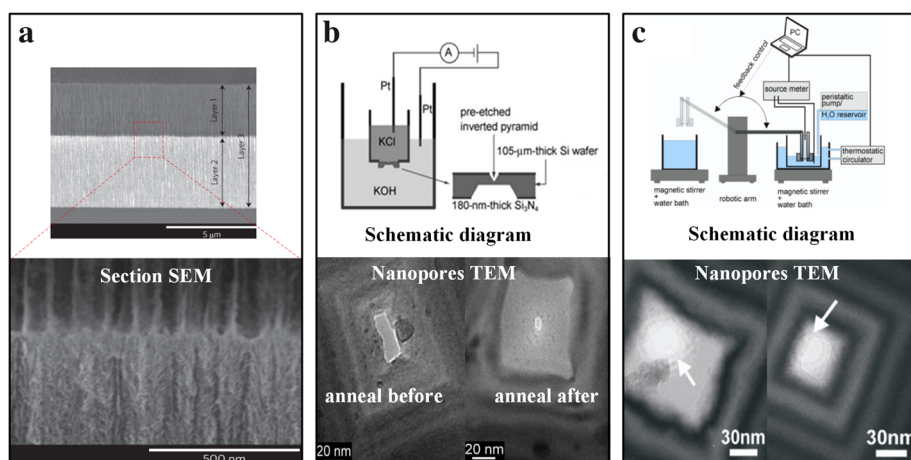 a
Layer 1
Layer 2
Layer 3
5 μm
Section SEM
500 nm
b
A
Pt
Pt
KCl
KOH
pre-etched
inverted pyramid
105-μm-thick Si wafer
180-nm-thick Si₃N₄
Schematic diagram
Nanopores TEM
anneal before
anneal after
20 nm
20 nm
c
PC
feedback control
source meter
peristaltic
pump/
H₂O reservoir
thermostatic
circulator
magnetic stirrer
+
water bath
robotic arm
magnetic stirrer
+
water bath
Schematic diagram
Nanopores TEM
30nm
30nm